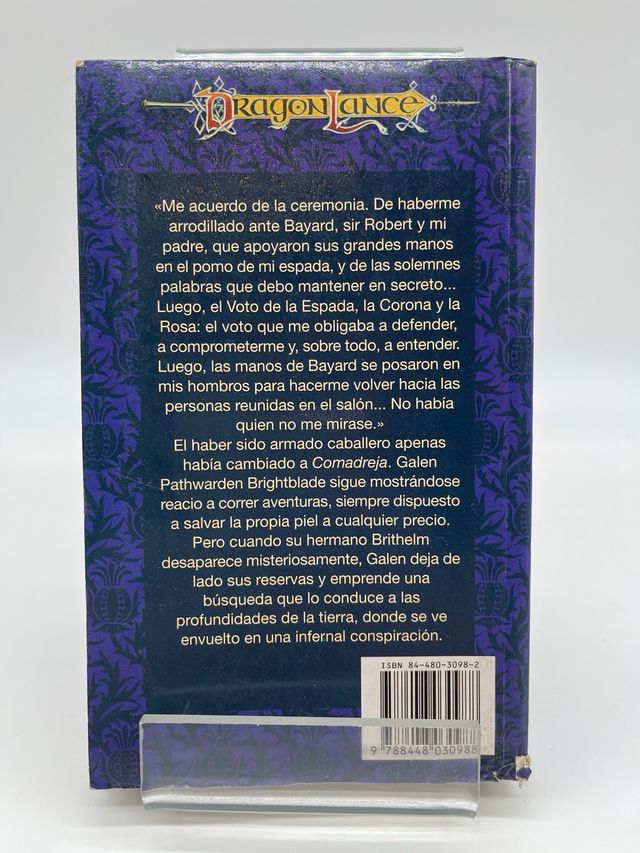 DRAGONLANCE
«Me acuerdo de la ceremonia. De haberme
arrodillado ante Bayard, sir Robert y mi
padre, que apoyaron sus grandes manos
en el pomo de mi espada, y de las solemnes
palabras que debo mantener en secreto...
Luego, el Voto de la Espada, la Corona y la
Rosa: el voto que me obligaba a defender,
a comprometerme y, sobre todo, a entender.
Luego, las manos de Bayard se posaron en
mis hombros para hacerme volver hacia las
personas reunidas en el salón... No había
quien no me mirase.»
El haber sido armado caballero apenas
había cambiado a Comadreja. Galen
Pathwarden Brightblade sigue mostrándose
reacio a correr aventuras, siempre dispuesto
a salvar la propia piel a cualquier precio.
Pero cuando su hermano Brithelm
desaparece misteriosamente, Galen deja de
lado sus reservas y emprende una
búsqueda que lo conduce a las
profundidades de la tierra, donde se ve
envuelto en una infernal conspiración.
ISBN 84-480-3098-2
9 788448 030988